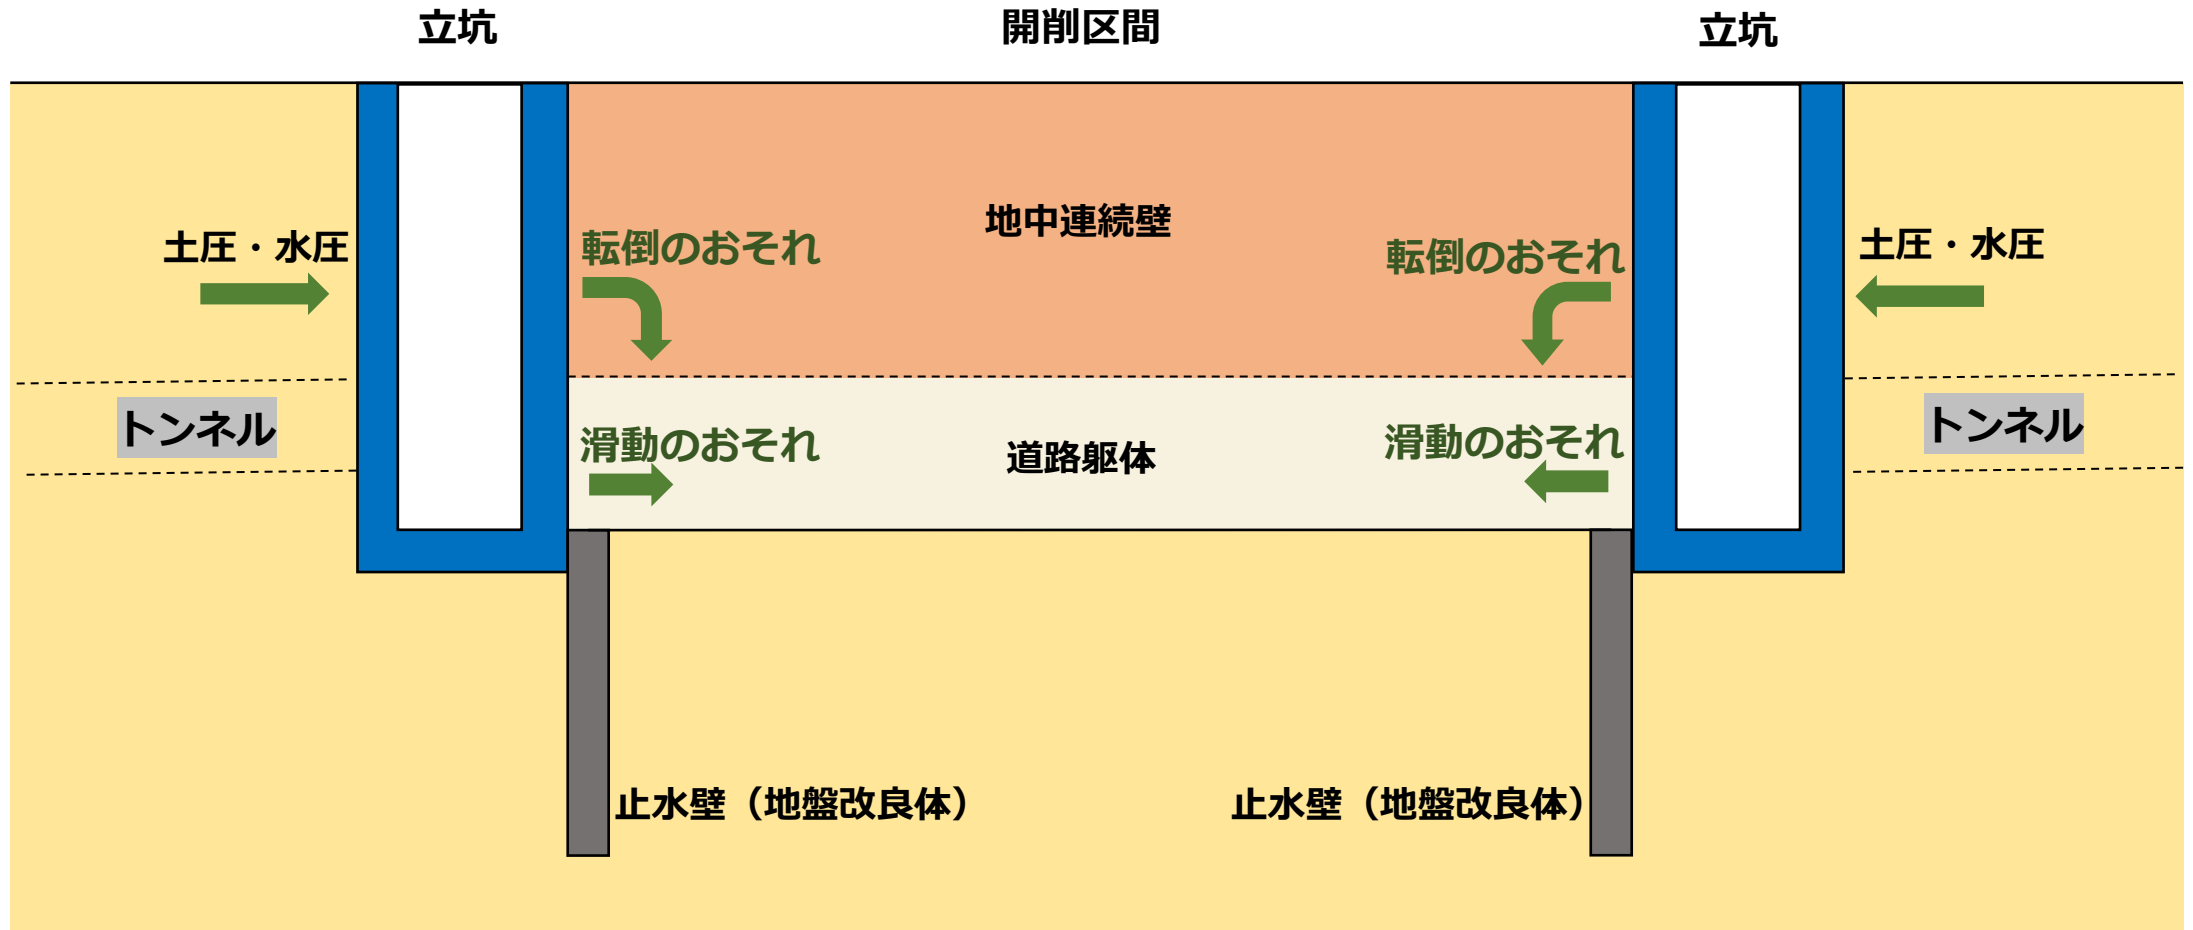 立坑
開削区間
立坑
地中連続壁
土圧・水圧
転倒のおそれ
転倒のおそれ
土圧・水圧
トンネル
滑動のおそれ
道路躯体
滑動のおそれ
トンネル
止水壁（地盤改良体）
止水壁（地盤改良体）